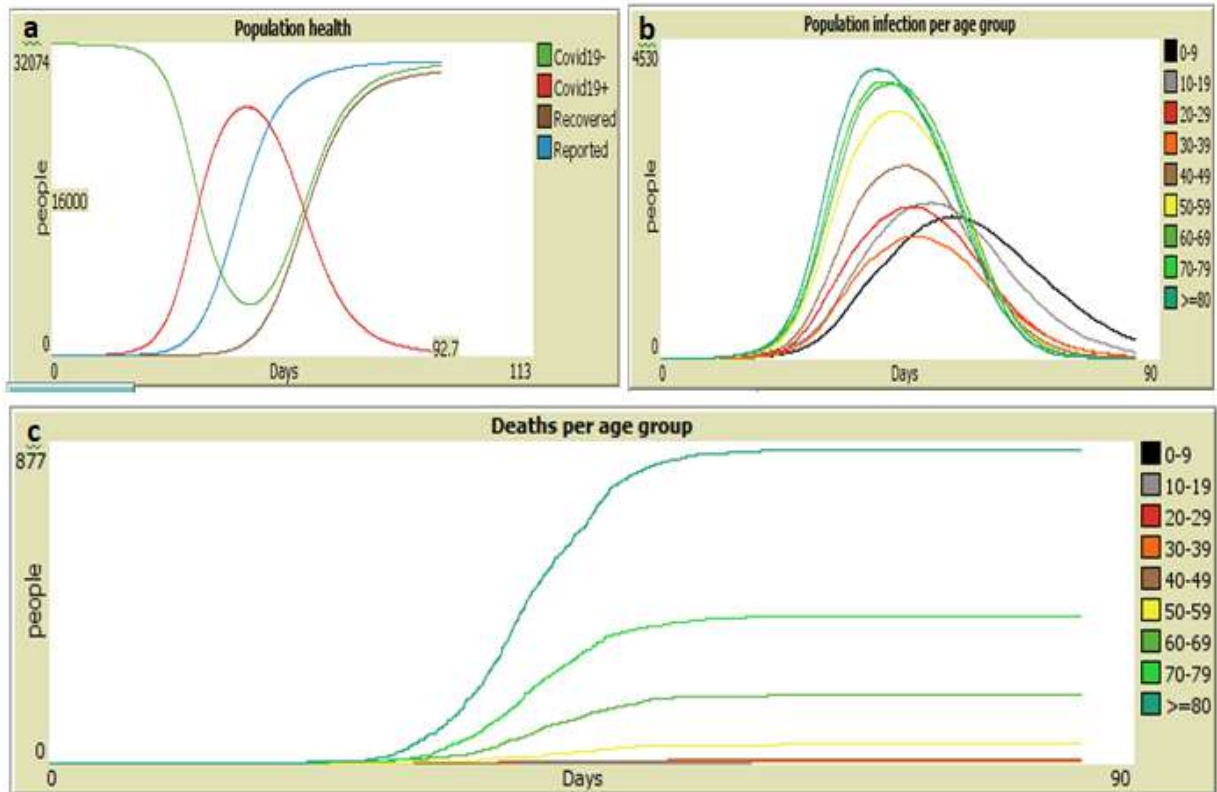 a
Population health
32074
people
16000
0
92.7
0
Days
113
Covid19-
Covid19+
Recovered
Reported
b
Population infection per age group
4530
people
0
0
Days
90
0-9
10-19
20-29
30-39
40-49
50-59
60-69
70-79
>=80
c
Deaths per age group
877
people
0
0
Days
90
0-9
10-19
20-29
30-39
40-49
50-59
60-69
70-79
>=80